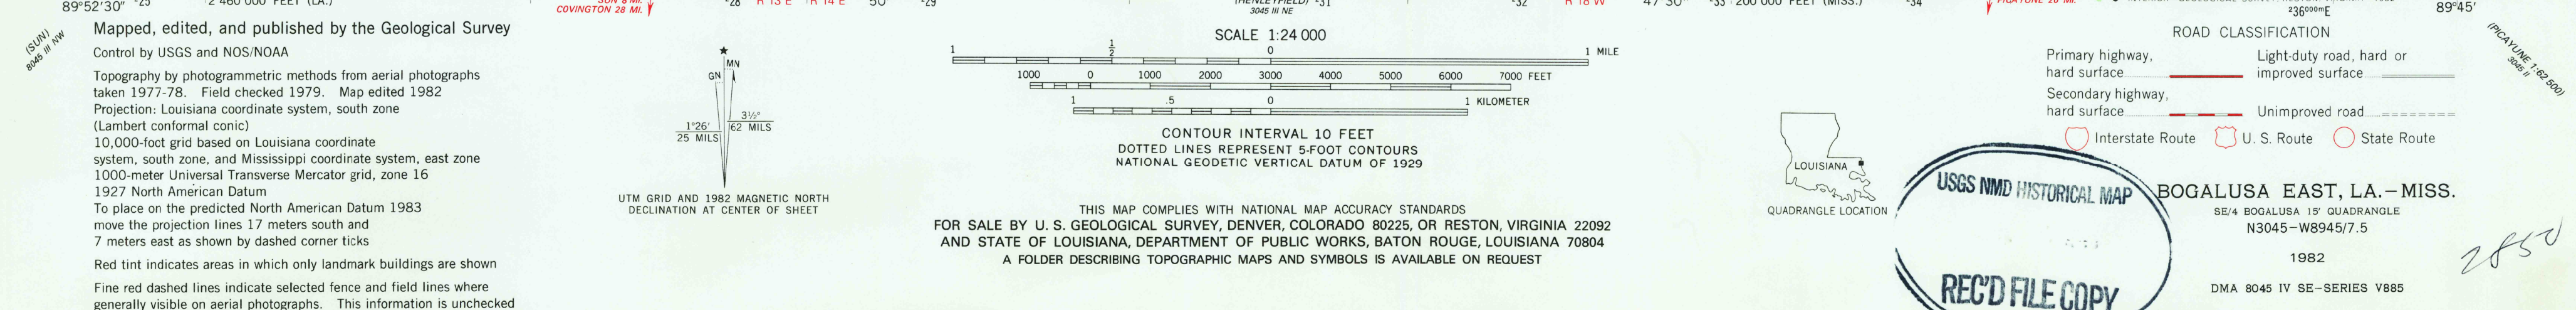 89°52'30"
2 460 000 FEET (LA.)
COVINGTON 28 MI.
R 13 E
R 14 E
50'
3045 III NE
R 18 W
47'30"
200 000 FEET (MISS.)
²36⁰⁰⁰ᵐE
89°45'
(SUN)
8045 III NW
Mapped, edited, and published by the Geological Survey
Control by USGS and NOS/NOAA
Topography by photogrammetric methods from aerial photographs
taken 1977-78. Field checked 1979. Map edited 1982
Projection: Louisiana coordinate system, south zone
(Lambert conformal conic)
10,000-foot grid based on Louisiana coordinate
system, south zone, and Mississippi coordinate system, east zone
1000-meter Universal Transverse Mercator grid, zone 16
1927 North American Datum
To place on the predicted North American Datum 1983
move the projection lines 17 meters south and
7 meters east as shown by dashed corner ticks
Red tint indicates areas in which only landmark buildings are shown
Fine red dashed lines indicate selected fence and field lines where
generally visible on aerial photographs. This information is unchecked
★
MN
GN
1°26'
25 MILS
3½°
62 MILS
UTM GRID AND 1982 MAGNETIC NORTH
DECLINATION AT CENTER OF SHEET
SCALE 1:24 000
1 ½ 0 1 MILE
1000 0 1000 2000 3000 4000 5000 6000 7000 FEET
1 .5 0 1 KILOMETER
CONTOUR INTERVAL 10 FEET
DOTTED LINES REPRESENT 5-FOOT CONTOURS
NATIONAL GEODETIC VERTICAL DATUM OF 1929
THIS MAP COMPLIES WITH NATIONAL MAP ACCURACY STANDARDS
FOR SALE BY U. S. GEOLOGICAL SURVEY, DENVER, COLORADO 80225, OR RESTON, VIRGINIA 22092
AND STATE OF LOUISIANA, DEPARTMENT OF PUBLIC WORKS, BATON ROUGE, LOUISIANA 70804
A FOLDER DESCRIBING TOPOGRAPHIC MAPS AND SYMBOLS IS AVAILABLE ON REQUEST
LOUISIANA
QUADRANGLE LOCATION
ROAD CLASSIFICATION
Primary highway,
hard surface
Light-duty road, hard or
improved surface
Secondary highway,
hard surface
Unimproved road
Interstate Route
U. S. Route
State Route
(PICAYUNE 1:62 500)
3045 II
USGS NMD HISTORICAL MAP
REC'D FILE COPY
BOGALUSA EAST, LA.–MISS.
SE/4 BOGALUSA 15' QUADRANGLE
N3045–W8945/7.5
1982
DMA 8045 IV SE–SERIES V885
2850